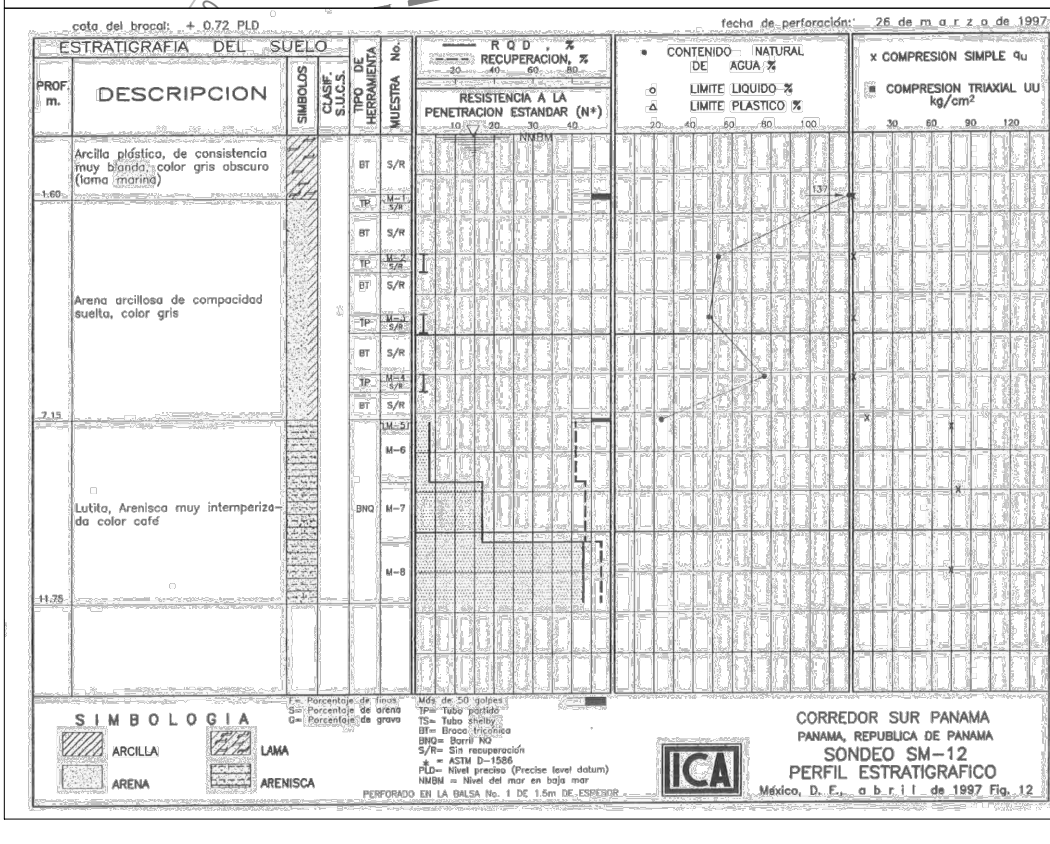 cota del brocal: + 0.72 PLD
fecha de perforación: 26 de m a r z o de 1997
ESTRATIGRAFIA DEL SUELO
PROF. m.
DESCRIPCION
SIMBOLOS
CLASIF. S.U.C.S.
TIPO DE HERRAMIENTA
MUESTRA No.
R Q D , %
RECUPERACION, %
20 40 60 80
RESISTENCIA A LA
PENETRACION ESTANDAR (N*)
10 20 30 40
NMBM
CONTENIDO NATURAL
DE AGUA %
LIMITE LIQUIDO %
LIMITE PLASTICO %
20 40 60 80 100
x COMPRESION SIMPLE qu
COMPRESION TRIAXIAL UU
kg/cm²
30 60 90 120
Arcilla plástica, de consistencia
muy blanda, color gris obscuro
(lama marina)
BT S/R
1.60
137
TP M-1 S/R
BT S/R
TP M-2 S/R
BT S/R
Arena arcillosa de compacidad
suelta, color gris
TP M-3 S/R
BT S/R
TP M-4 S/R
BT S/R
7.15
M-5
M-6
Lutita, Arenisca muy intemperiza-
da color café
BNQ M-7
M-8
11.75
F= Porcentaje de finos
S= Porcentaje de arena
G= Porcentaje de grava
Más de 50 golpes
TP= Tubo partido
TS= Tubo shelby
BT= Broca triconica
BNQ= Barril NQ
S/R= Sin recuperación
* = ASTM D-1586
PLD= Nivel preciso (Precise level datum)
NMBM = Nivel del mar en baja mar
S I M B O L O G I A
ARCILLA
LAMA
ARENA
ARENISCA
PERFORADO EN LA BALSA No. 1 DE 1.5m DE ESPESOR
ICA
CORREDOR SUR PANAMA
PANAMA, REPUBLICA DE PANAMA
SONDEO SM-12
PERFIL ESTRATIGRAFICO
México, D. F., a b r i l de 1997 Fig. 12